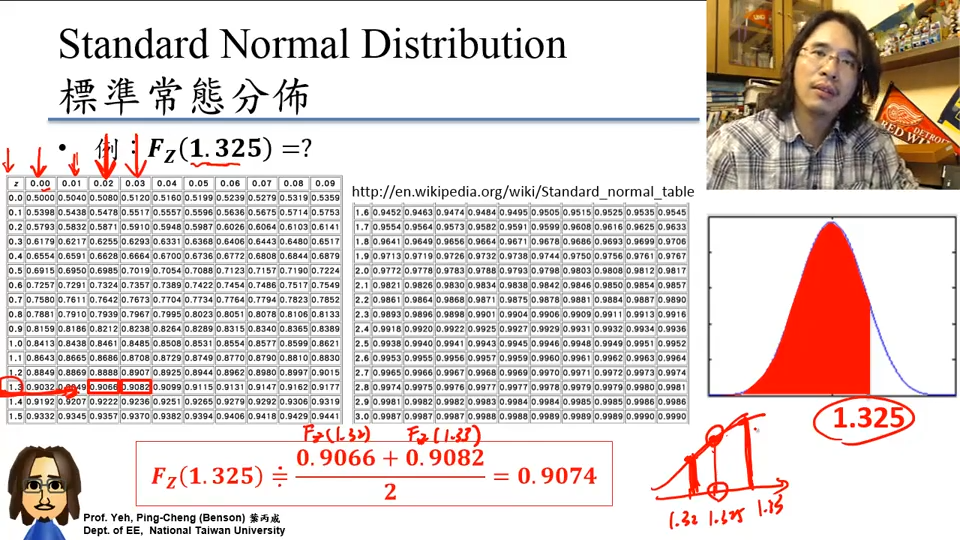 Standard Normal Distribution
標準常態分佈
• 例：F_Z(1.325) =?
http://en.wikipedia.org/wiki/Standard_normal_table
z 0.00 0.01 0.02 0.03 0.04 0.05 0.06 0.07 0.08 0.09
0.0 0.5000 0.5040 0.5080 0.5120 0.5160 0.5199 0.5239 0.5279 0.5319 0.5359
0.1 0.5398 0.5438 0.5478 0.5517 0.5557 0.5596 0.5636 0.5675 0.5714 0.5753
0.2 0.5793 0.5832 0.5871 0.5910 0.5948 0.5987 0.6026 0.6064 0.6103 0.6141
0.3 0.6179 0.6217 0.6255 0.6293 0.6331 0.6368 0.6406 0.6443 0.6480 0.6517
0.4 0.6554 0.6591 0.6628 0.6664 0.6700 0.6736 0.6772 0.6808 0.6844 0.6879
0.5 0.6915 0.6950 0.6985 0.7019 0.7054 0.7088 0.7123 0.7157 0.7190 0.7224
0.6 0.7257 0.7291 0.7324 0.7357 0.7389 0.7422 0.7454 0.7486 0.7517 0.7549
0.7 0.7580 0.7611 0.7642 0.7673 0.7704 0.7734 0.7764 0.7794 0.7823 0.7852
0.8 0.7881 0.7910 0.7939 0.7967 0.7995 0.8023 0.8051 0.8078 0.8106 0.8133
0.9 0.8159 0.8186 0.8212 0.8238 0.8264 0.8289 0.8315 0.8340 0.8365 0.8389
1.0 0.8413 0.8438 0.8461 0.8485 0.8508 0.8531 0.8554 0.8577 0.8599 0.8621
1.1 0.8643 0.8665 0.8686 0.8708 0.8729 0.8749 0.8770 0.8790 0.8810 0.8830
1.2 0.8849 0.8869 0.8888 0.8907 0.8925 0.8944 0.8962 0.8980 0.8997 0.9015
1.3 0.9032 0.9049 0.9066 0.9082 0.9099 0.9115 0.9131 0.9147 0.9162 0.9177
1.4 0.9192 0.9207 0.9222 0.9236 0.9251 0.9265 0.9279 0.9292 0.9306 0.9319
1.5 0.9332 0.9345 0.9357 0.9370 0.9382 0.9394 0.9406 0.9418 0.9429 0.9441
1.6 0.9452 0.9463 0.9474 0.9484 0.9495 0.9505 0.9515 0.9525 0.9535 0.9545
1.7 0.9554 0.9564 0.9573 0.9582 0.9591 0.9599 0.9608 0.9616 0.9625 0.9633
1.8 0.9641 0.9649 0.9656 0.9664 0.9671 0.9678 0.9686 0.9693 0.9699 0.9706
1.9 0.9713 0.9719 0.9726 0.9732 0.9738 0.9744 0.9750 0.9756 0.9761 0.9767
2.0 0.9772 0.9778 0.9783 0.9788 0.9793 0.9798 0.9803 0.9808 0.9812 0.9817
2.1 0.9821 0.9826 0.9830 0.9834 0.9838 0.9842 0.9846 0.9850 0.9854 0.9857
2.2 0.9861 0.9864 0.9868 0.9871 0.9875 0.9878 0.9881 0.9884 0.9887 0.9890
2.3 0.9893 0.9896 0.9898 0.9901 0.9904 0.9906 0.9909 0.9911 0.9913 0.9916
2.4 0.9918 0.9920 0.9922 0.9925 0.9927 0.9929 0.9931 0.9932 0.9934 0.9936
2.5 0.9938 0.9940 0.9941 0.9943 0.9945 0.9946 0.9948 0.9949 0.9951 0.9952
2.6 0.9953 0.9955 0.9956 0.9957 0.9959 0.9960 0.9961 0.9962 0.9963 0.9964
2.7 0.9965 0.9966 0.9967 0.9968 0.9969 0.9970 0.9971 0.9972 0.9973 0.9974
2.8 0.9974 0.9975 0.9976 0.9977 0.9977 0.9978 0.9979 0.9979 0.9980 0.9981
2.9 0.9981 0.9982 0.9982 0.9983 0.9984 0.9984 0.9985 0.9985 0.9986 0.9986
3.0 0.9987 0.9987 0.9987 0.9988 0.9988 0.9989 0.9989 0.9989 0.9990 0.9990
1.325
F_Z(1.32) F_Z(1.33)
F_Z(1.325) ≑ (0.9066 + 0.9082) / 2 = 0.9074
1.32 1.325 1.33
Prof. Yeh, Ping-Cheng (Benson) 葉丙成
Dept. of EE, National Taiwan University